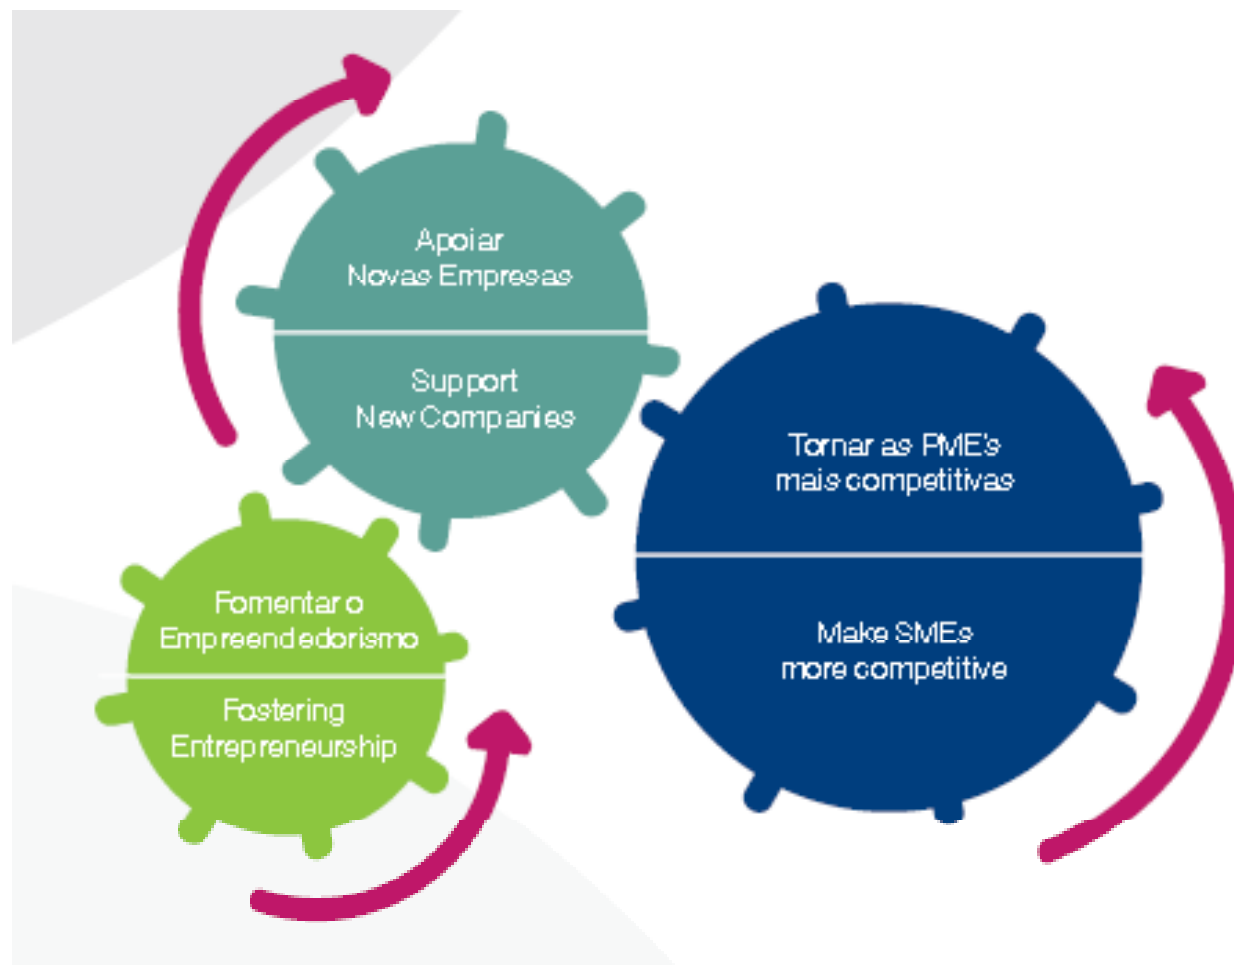 Apoiar
Novas Empresas
Support
New Companies
Tornar as PME's
mais competitivas
Make SMEs
more competitive
Fomentar o
Empreendedorismo
Fostering
Entrepreneurship